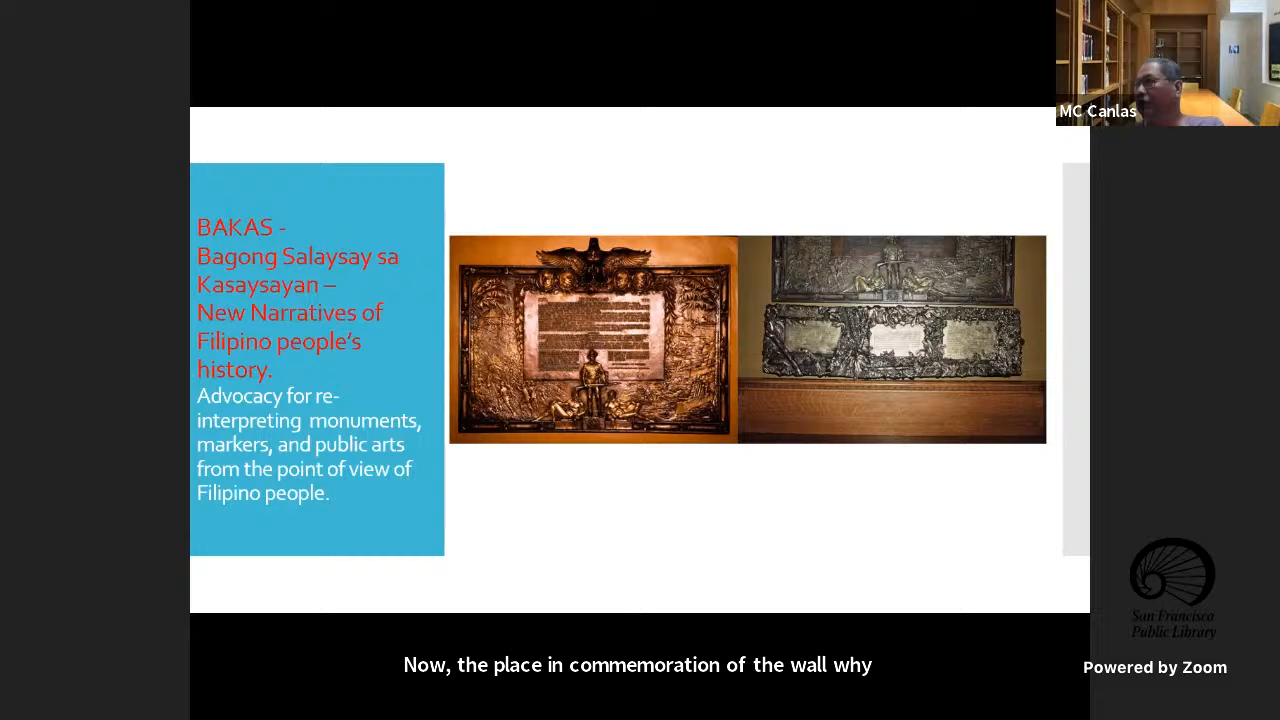 MC Canlas
BAKAS -
Bagong Salaysay sa
Kasaysayan –
New Narratives of
Filipino people's
history.
Advocacy for re-
interpreting monuments,
markers, and public arts
from the point of view of
Filipino people.
San Francisco
Public Library
Now, the place in commemoration of the wall why
Powered by Zoom